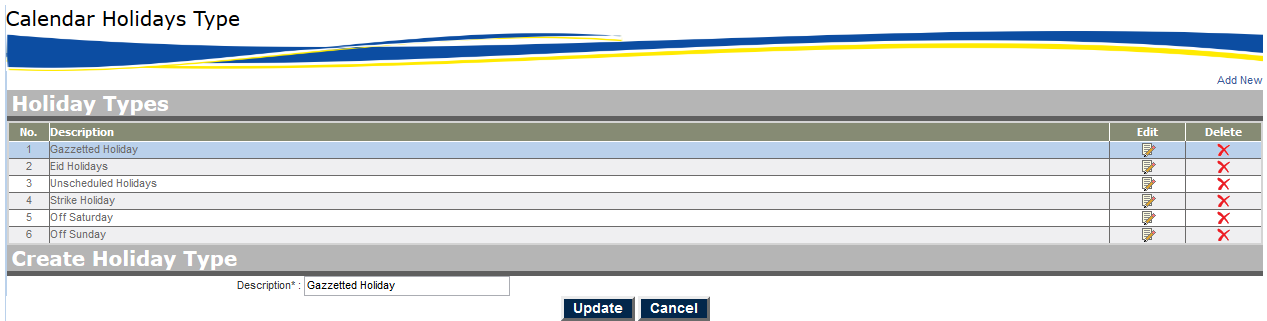 Calendar Holidays Type
Add New
Holiday Types
No. Description Edit Delete
1 Gazzetted Holiday
2 Eid Holidays
3 Unscheduled Holidays
4 Strike Holiday
5 Off Saturday
6 Off Sunday
Create Holiday Type
Description* : Gazzetted Holiday
Update Cancel